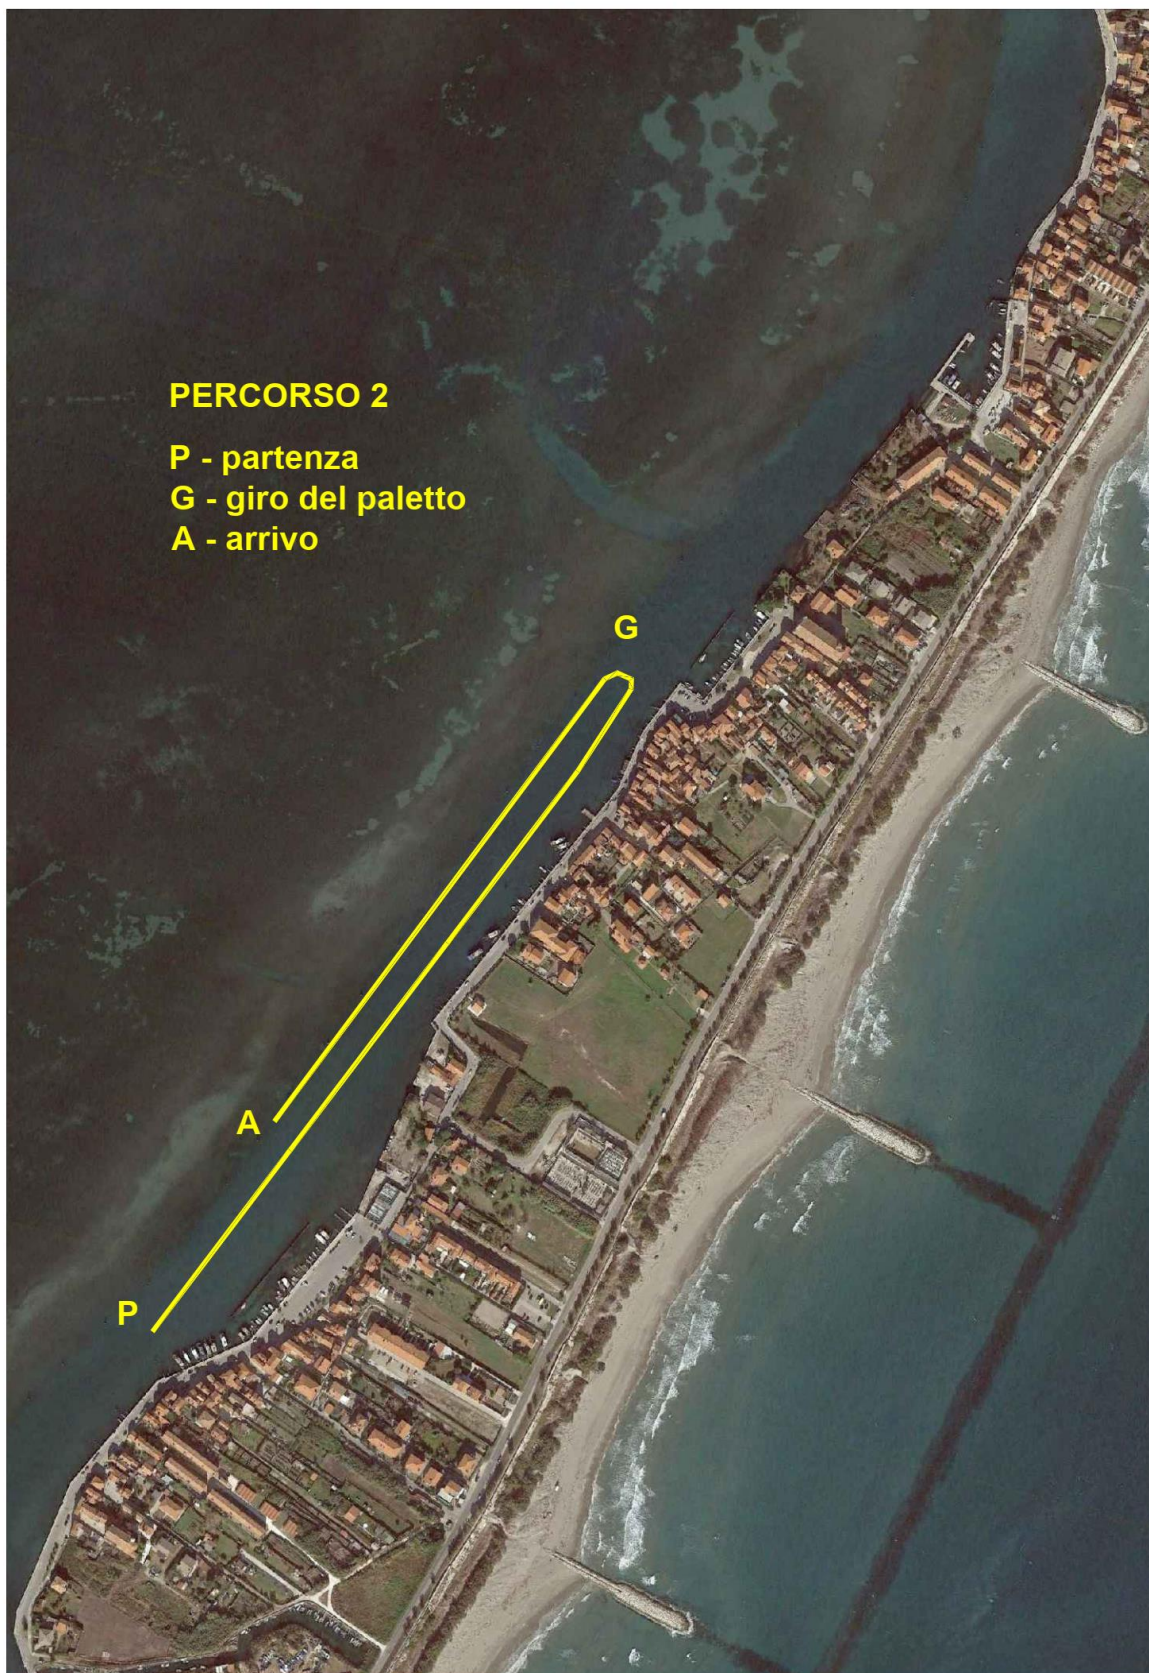 PERCORSO 2
P - partenza
G - giro del paletto
A - arrivo
G
A
P